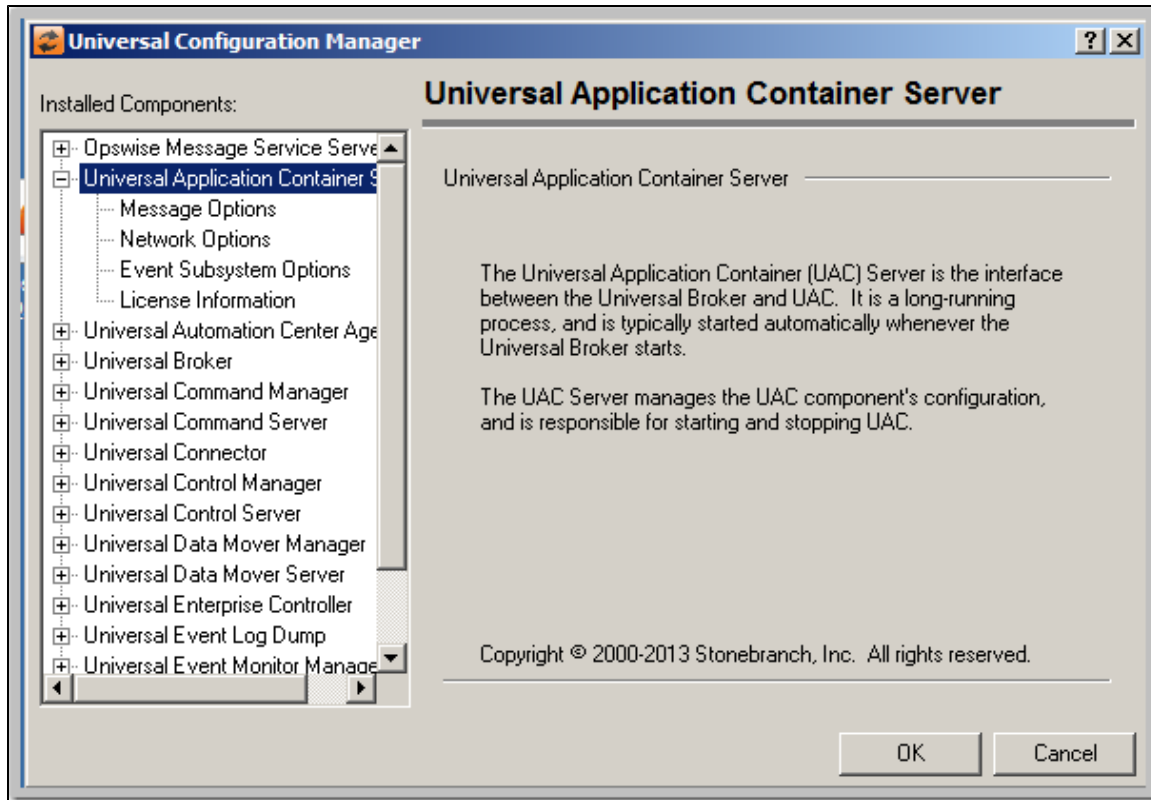 Universal Configuration Manager
Installed Components:
Opswise Message Service Serve
Universal Application Container S
Message Options
Network Options
Event Subsystem Options
License Information
Universal Automation Center Age
Universal Broker
Universal Command Manager
Universal Command Server
Universal Connector
Universal Control Manager
Universal Control Server
Universal Data Mover Manager
Universal Data Mover Server
Universal Enterprise Controller
Universal Event Log Dump
Universal Event Monitor Manage
Universal Application Container Server
Universal Application Container Server
The Universal Application Container (UAC) Server is the interface
between the Universal Broker and UAC.  It is a long-running
process, and is typically started automatically whenever the
Universal Broker starts.
The UAC Server manages the UAC component's configuration,
and is responsible for starting and stopping UAC.
Copyright © 2000-2013 Stonebranch, Inc.  All rights reserved.
OK
Cancel